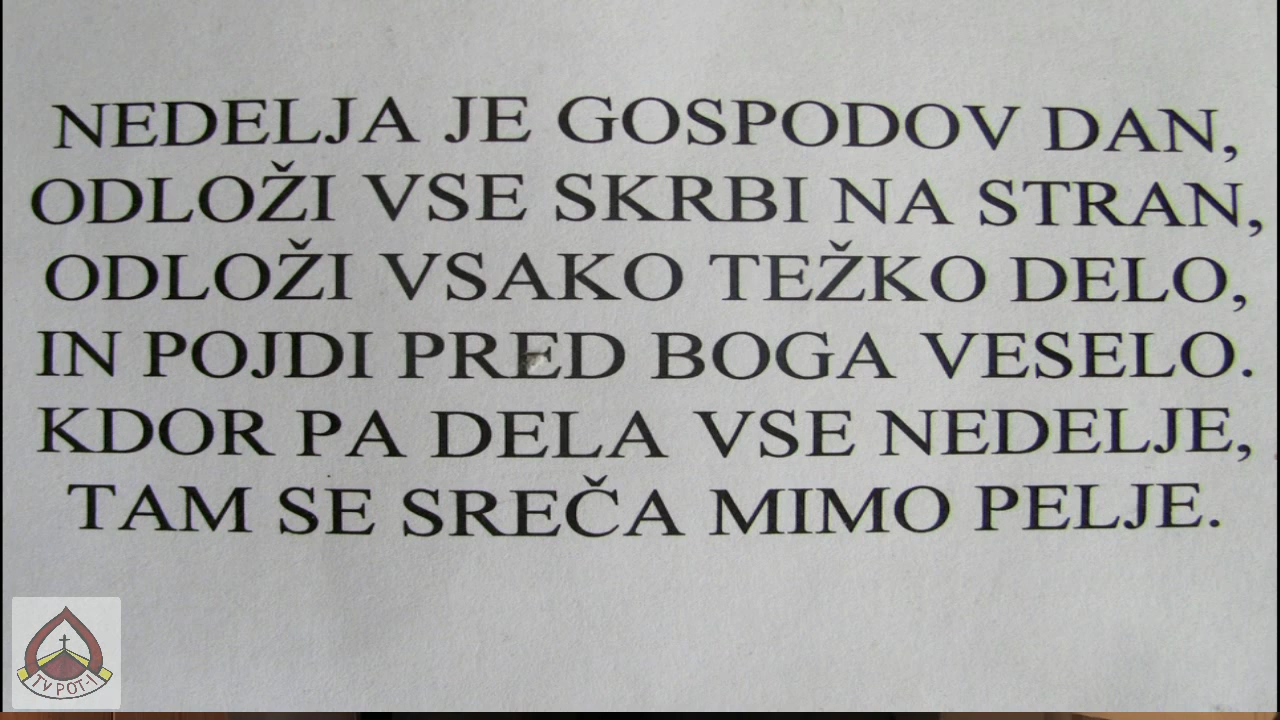 NEDELJA JE GOSPODOV DAN,
ODLOŽI VSE SKRBI NA STRAN,
ODLOŽI VSAKO TEŽKO DELO,
IN POJDI PRED BOGA VESELO.
KDOR PA DELA VSE NEDELJE,
TAM SE SREČA MIMO PELJE.
TV POT-1